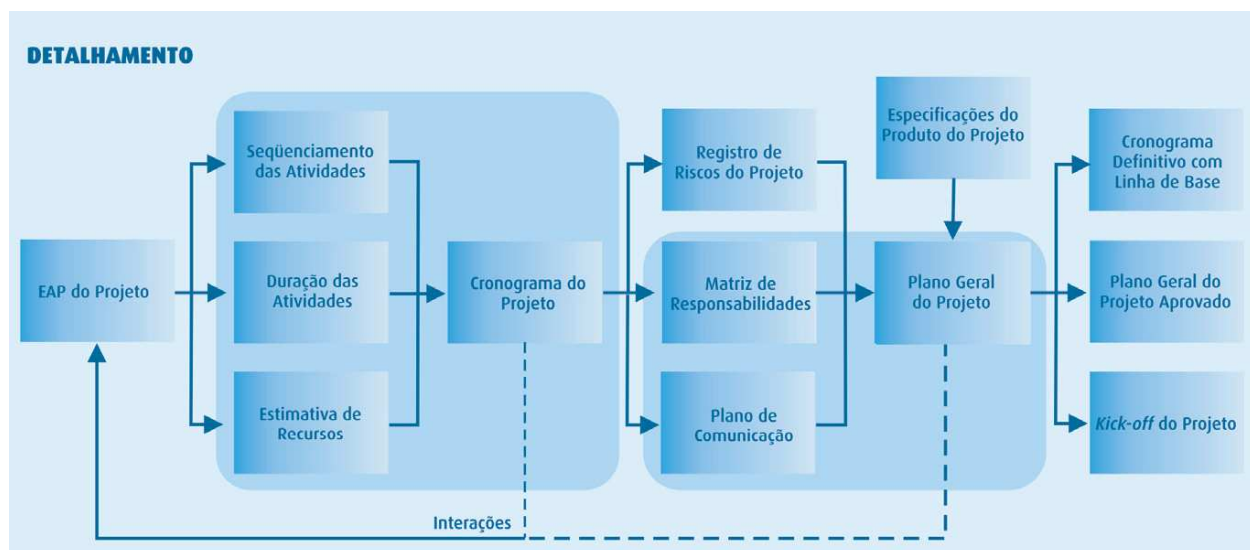 DETALHAMENTO
EAP do Projeto
Seqüenciamento
das Atividades
Duração das
Atividades
Estimativa de
Recursos
Cronograma do
Projeto
Registro de
Riscos do Projeto
Matriz de
Responsabilidades
Plano de
Comunicação
Especificações do
Produto do Projeto
Plano Geral
do Projeto
Cronograma
Definitivo com
Linha de Base
Plano Geral do
Projeto Aprovado
Kick-off do Projeto
Interações